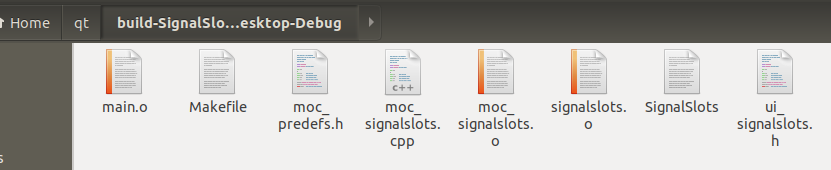 Home
qt
build-SignalSlo...esktop-Debug
main.o
Makefile
moc_
predefs.h
moc_
signalslots.
cpp
moc_
signalslots.
o
signalslots.
o
SignalSlots
ui_
signalslots.
h
c++
s